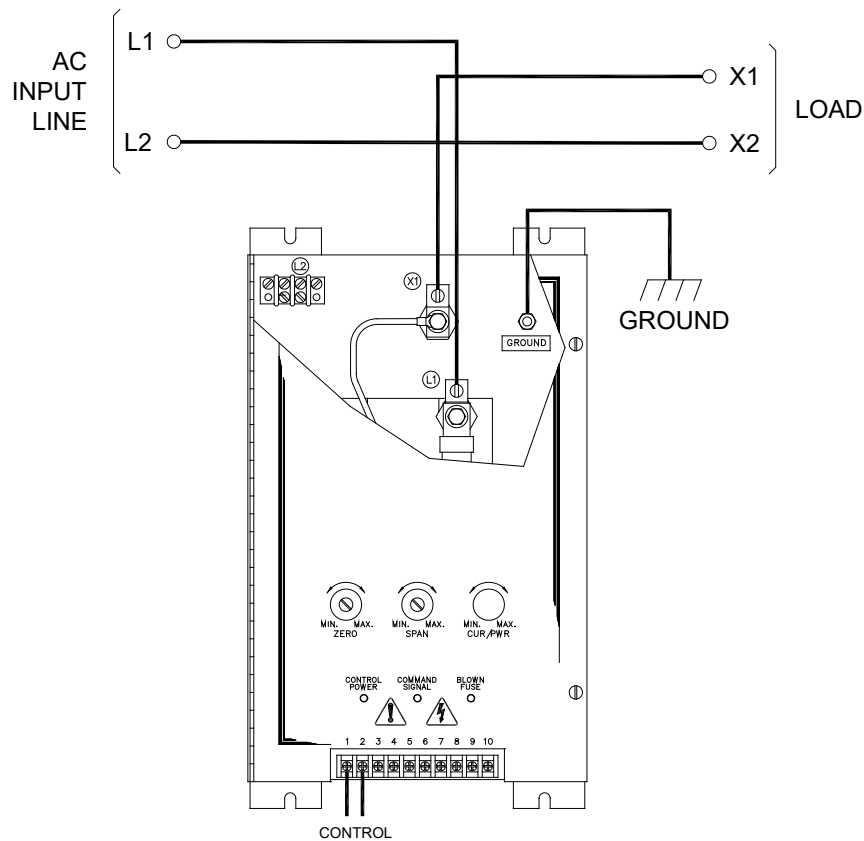 L1
AC
INPUT
LINE
L2
X1
LOAD
X2
L2
X1
GROUND
GROUND
L1
MIN. MAX.
ZERO
MIN. MAX.
SPAN
MIN. MAX.
CUR/PWR
CONTROL
POWER
COMMAND
SIGNAL
BLOWN
FUSE
1 2 3 4 5 6 7 8 9 10
CONTROL